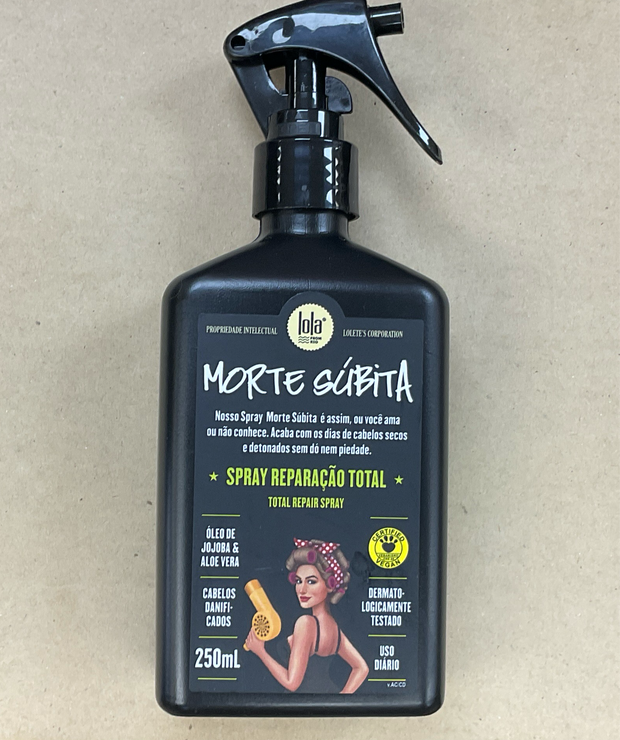 PROPRIEDADE INTELECTUAL
lola
FROM
RIO
LOLETE'S CORPORATION
MORTE SÚBITA
Nosso Spray Morte Súbita é assim, ou você ama
ou não conhece. Acaba com os dias de cabelos secos
e detonados sem dó nem piedade.
SPRAY REPARAÇÃO TOTAL
TOTAL REPAIR SPRAY
ÓLEO DE
JOJOBA &
ALOE VERA
CERTIFIED
VEGAN
CABELOS
DANIFI-
CADOS
DERMATO-
LOGICAMENTE
TESTADO
250mL
USO
DIÁRIO
v.AC-CD